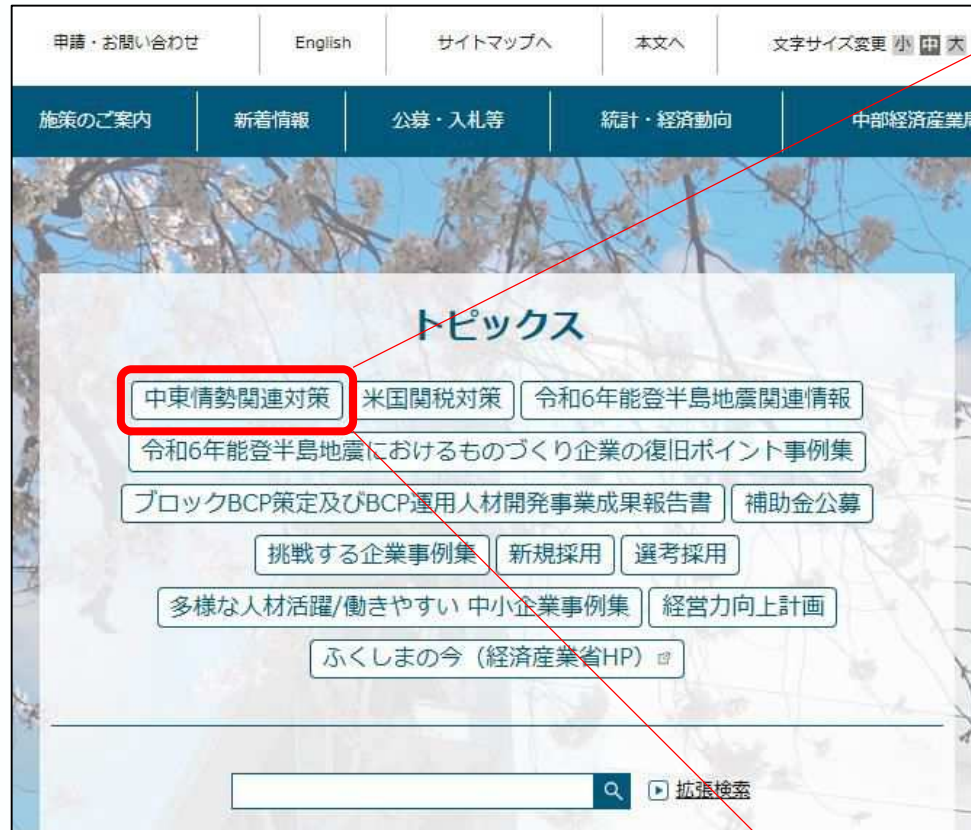 申請・お問い合わせ English サイトマップへ 本文へ 文字サイズ変更 小 中 大
施策のご案内 新着情報 公募・入札等 統計・経済動向 中部経済産業局
トピックス
中東情勢関連対策 米国関税対策 令和6年能登半島地震関連情報
令和6年能登半島地震におけるものづくり企業の復旧ポイント事例集
ブロックBCP策定及びBCP運用人材開発事業成果報告書 補助金公募
挑戦する企業事例集 新規採用 選考採用
多様な人材活躍/働きやすい 中小企業事例集 経営力向上計画
ふくしまの今（経済産業省HP）
拡張検索